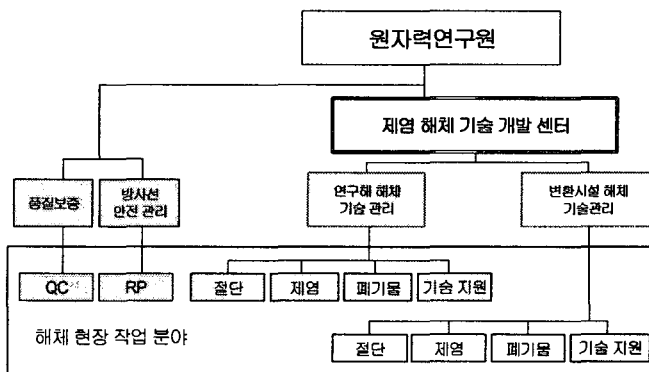 원자력연구원
제염 해체 기술 개발 센터
품질보증
방사선
안전 관리
연구로 해체
기술 관리
변환시설 해체
기술관리
QC
RP
절단
제염
폐기물
기술 지원
해체 현장 작업 분야
절단
제염
폐기물
기술 지원